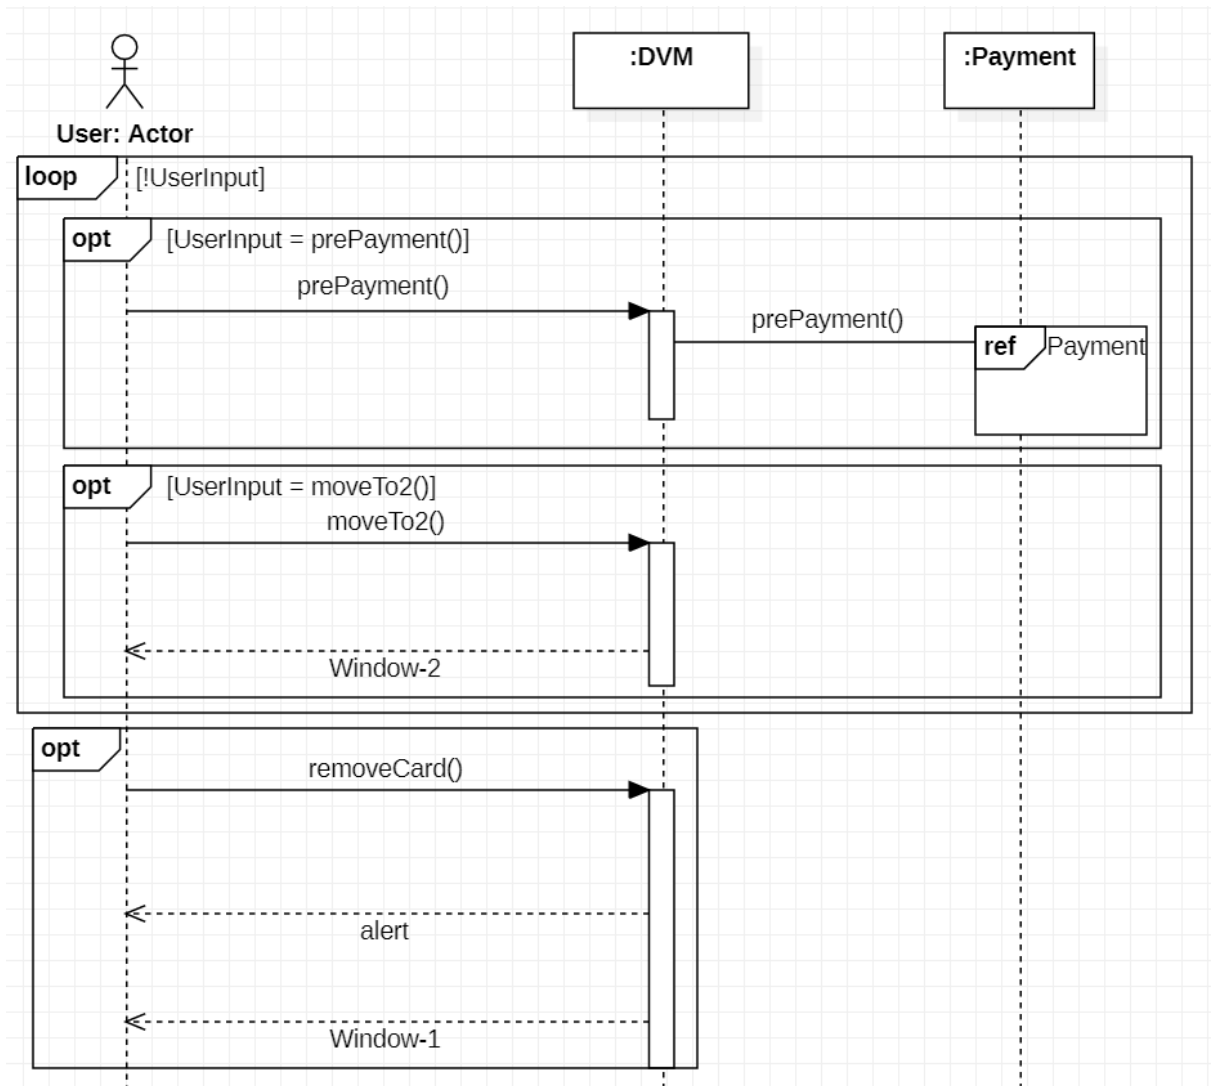 :DVM
:Payment
User: Actor
loop
[!UserInput]
opt
[UserInput = prePayment()]
prePayment()
prePayment()
ref
Payment
opt
[UserInput = moveTo2()]
moveTo2()
Window-2
opt
removeCard()
alert
Window-1